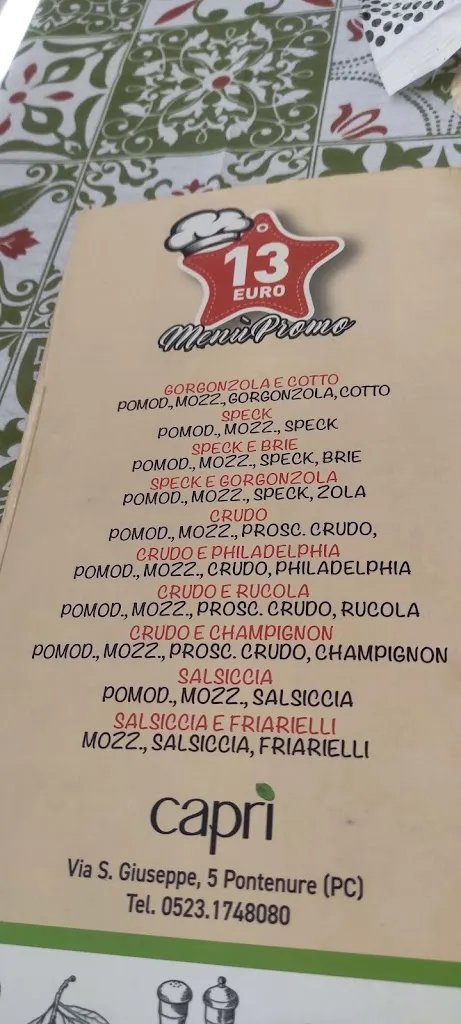 13
EURO
Menù Promo
GORGONZOLA E COTTO
POMOD., MOZZ., GORGONZOLA, COTTO
SPECK
POMOD., MOZZ., SPECK
SPECK E BRIE
POMOD., MOZZ., SPECK, BRIE
SPECK E GORGONZOLA
POMOD., MOZZ., SPECK, ZOLA
CRUDO
POMOD., MOZZ., PROSC. CRUDO,
CRUDO E PHILADELPHIA
POMOD., MOZZ., CRUDO, PHILADELPHIA
CRUDO E RUCOLA
POMOD., MOZZ., PROSC. CRUDO, RUCOLA
CRUDO E CHAMPIGNON
POMOD., MOZZ., PROSC. CRUDO, CHAMPIGNON
SALSICCIA
POMOD., MOZZ., SALSICCIA
SALSICCIA E FRIARIELLI
MOZZ., SALSICCIA, FRIARIELLI
capri
Via S. Giuseppe, 5 Pontenure (PC)
Tel. 0523.1748080